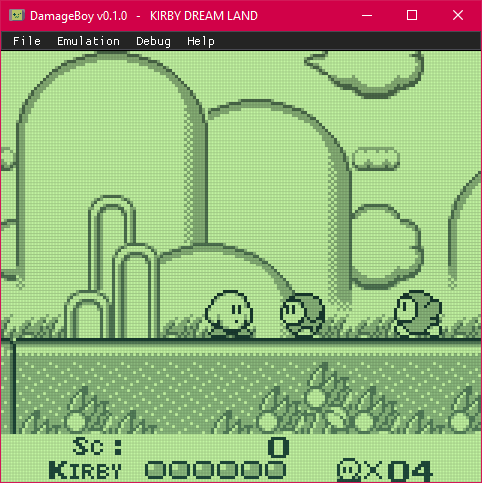 DamageBoy v0.1.0 - KIRBY DREAM LAND
File Emulation Debug Help
Sc: 0
KIRBY ×04